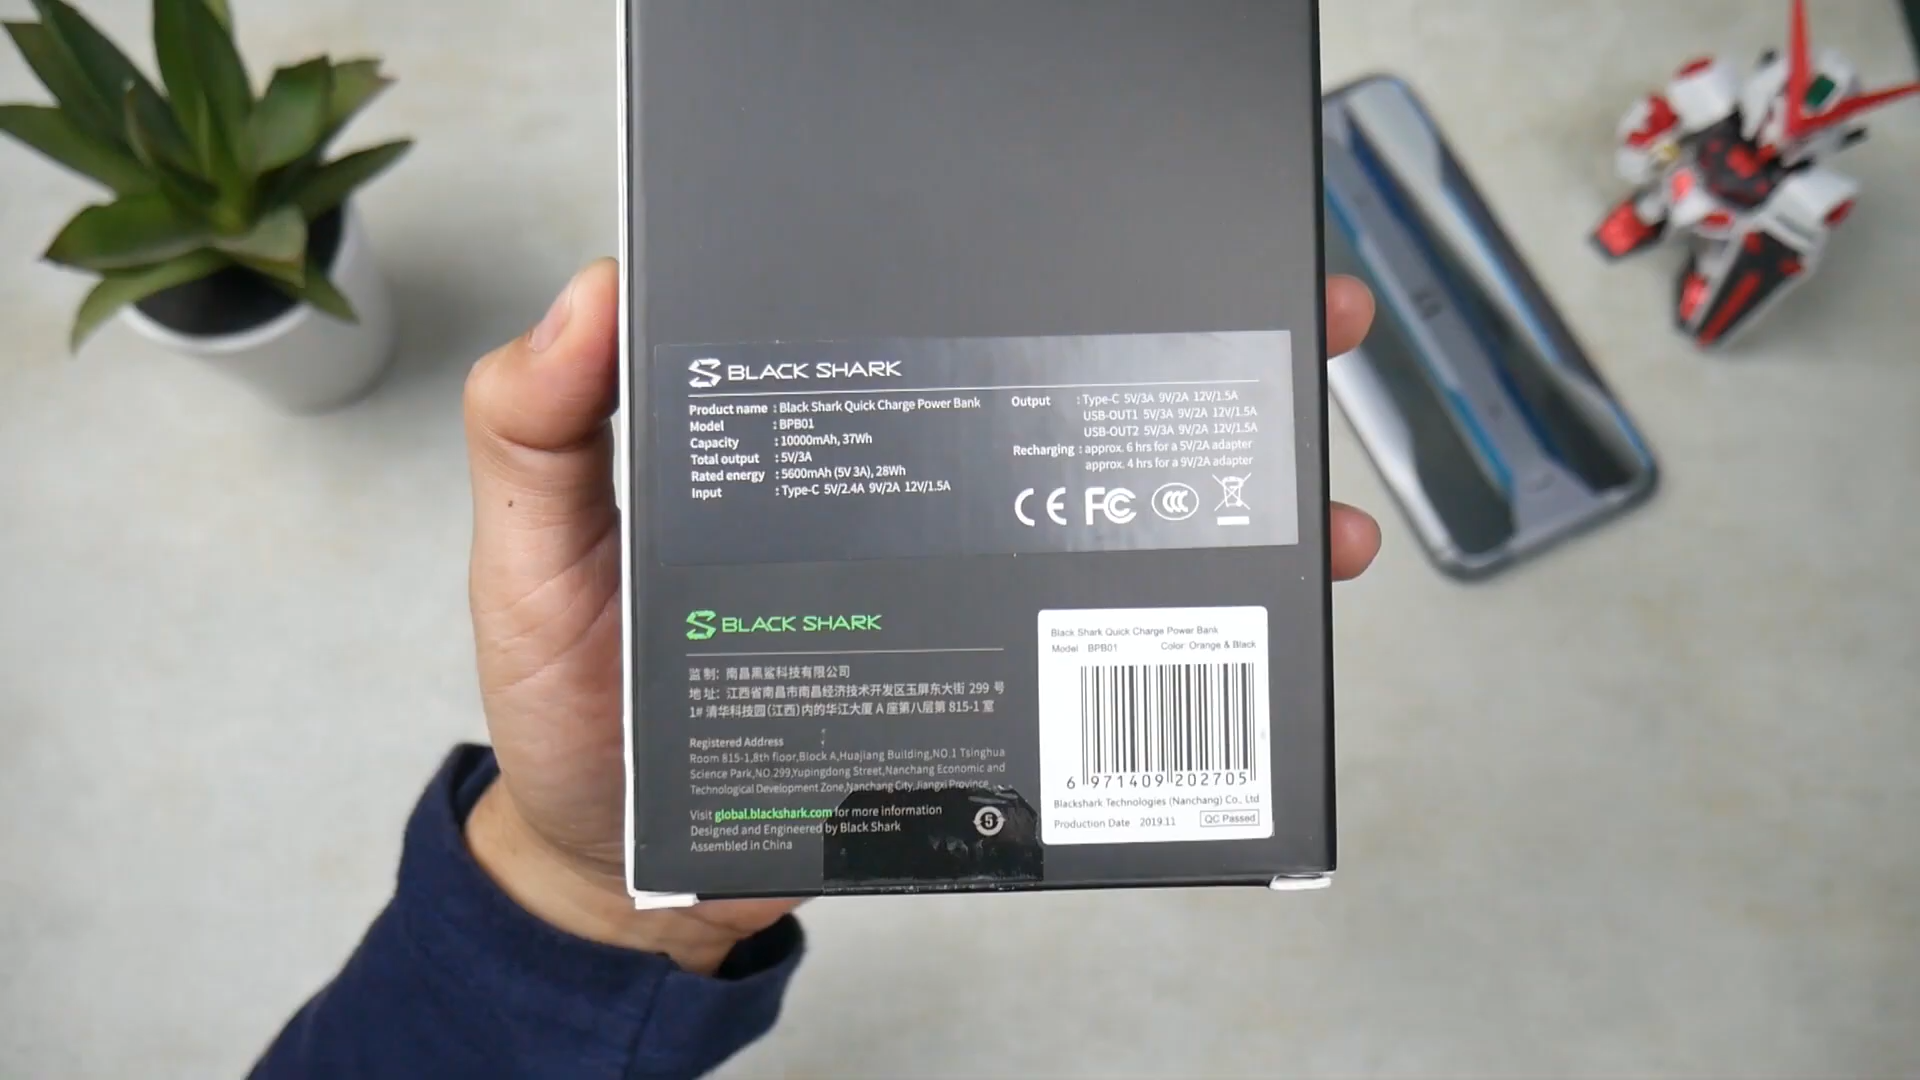 BLACK SHARK
Product name : Black Shark Quick Charge Power Bank
Model : BPB01
Capacity : 10000mAh, 37Wh
Total output : 5V/3A
Rated energy : 5600mAh (5V 3A), 28Wh
Input : Type-C 5V/2.4A 9V/2A 12V/1.5A
Output : Type-C 5V/3A 9V/2A 12V/1.5A
USB-OUT1 5V/3A 9V/2A 12V/1.5A
USB-OUT2 5V/3A 9V/2A 12V/1.5A
Recharging : approx. 6 hrs for a 5V/2A adapter
approx. 4 hrs for a 9V/2A adapter
CE FC CCC
BLACK SHARK
监 制: 南昌黑鲨科技有限公司
地 址: 江西省南昌市南昌经济技术开发区玉屏东大街 299 号
1# 清华科技园(江西)内的华江大厦 A 座第八层第 815-1 室
Registered Address
Room 815-1,8th floor,Block A,Huajiang Building,NO.1 Tsinghua
Science Park,NO.299,Yupingdong Street,Nanchang Economic and
Technological Development Zone,Nanchang City,Jiangxi Province
Visit global.blackshark.com for more information
Designed and Engineered by Black Shark
Assembled in China
5
Black Shark Quick Charge Power Bank
Model BPB01 Color: Orange & Black
6 971409 202705
Blackshark Technologies (Nanchang) Co., Ltd
Production Date 2019.11 QC Passed